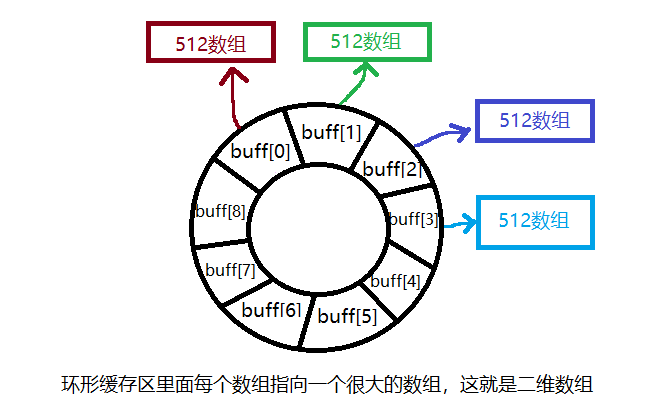 512数组
512数组
512数组
512数组
buff[0]
buff[1]
buff[2]
buff[3]
buff[4]
buff[5]
buff[6]
buff[7]
buff[8]
环形缓存区里面每个数组指向一个很大的数组，这就是二维数组